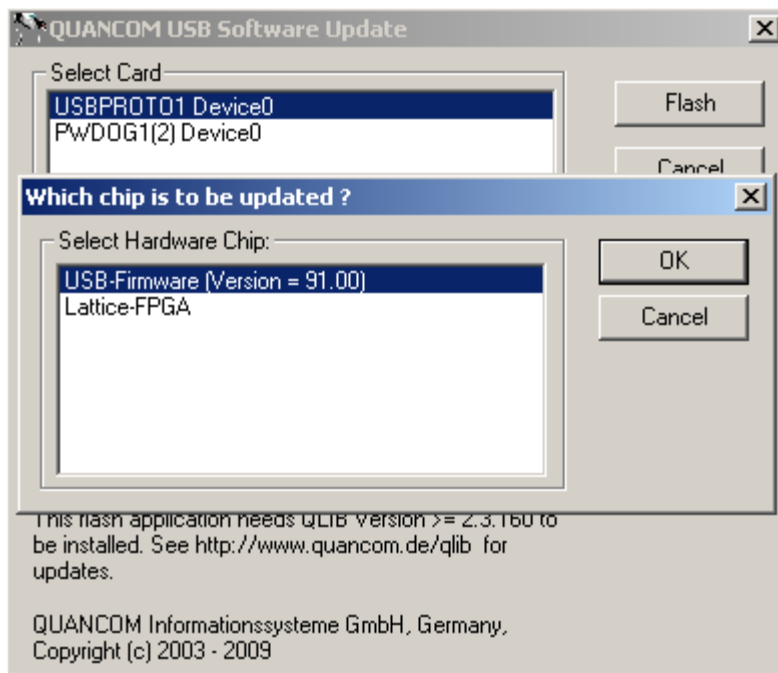 QUANCOM USB Software Update
Select Card
USBPROTO1 Device0
PWDOG1(2) Device0
Flash
Cancel
Which chip is to be updated ?
Select Hardware Chip:
USB-Firmware (Version = 91.00)
Lattice-FPGA
OK
Cancel
This flash application needs QLIB Version >= 2.3.160 to
be installed. See http://www.quancom.de/qlib for
updates.
QUANCOM Informationssysteme GmbH, Germany,
Copyright (c) 2003 - 2009